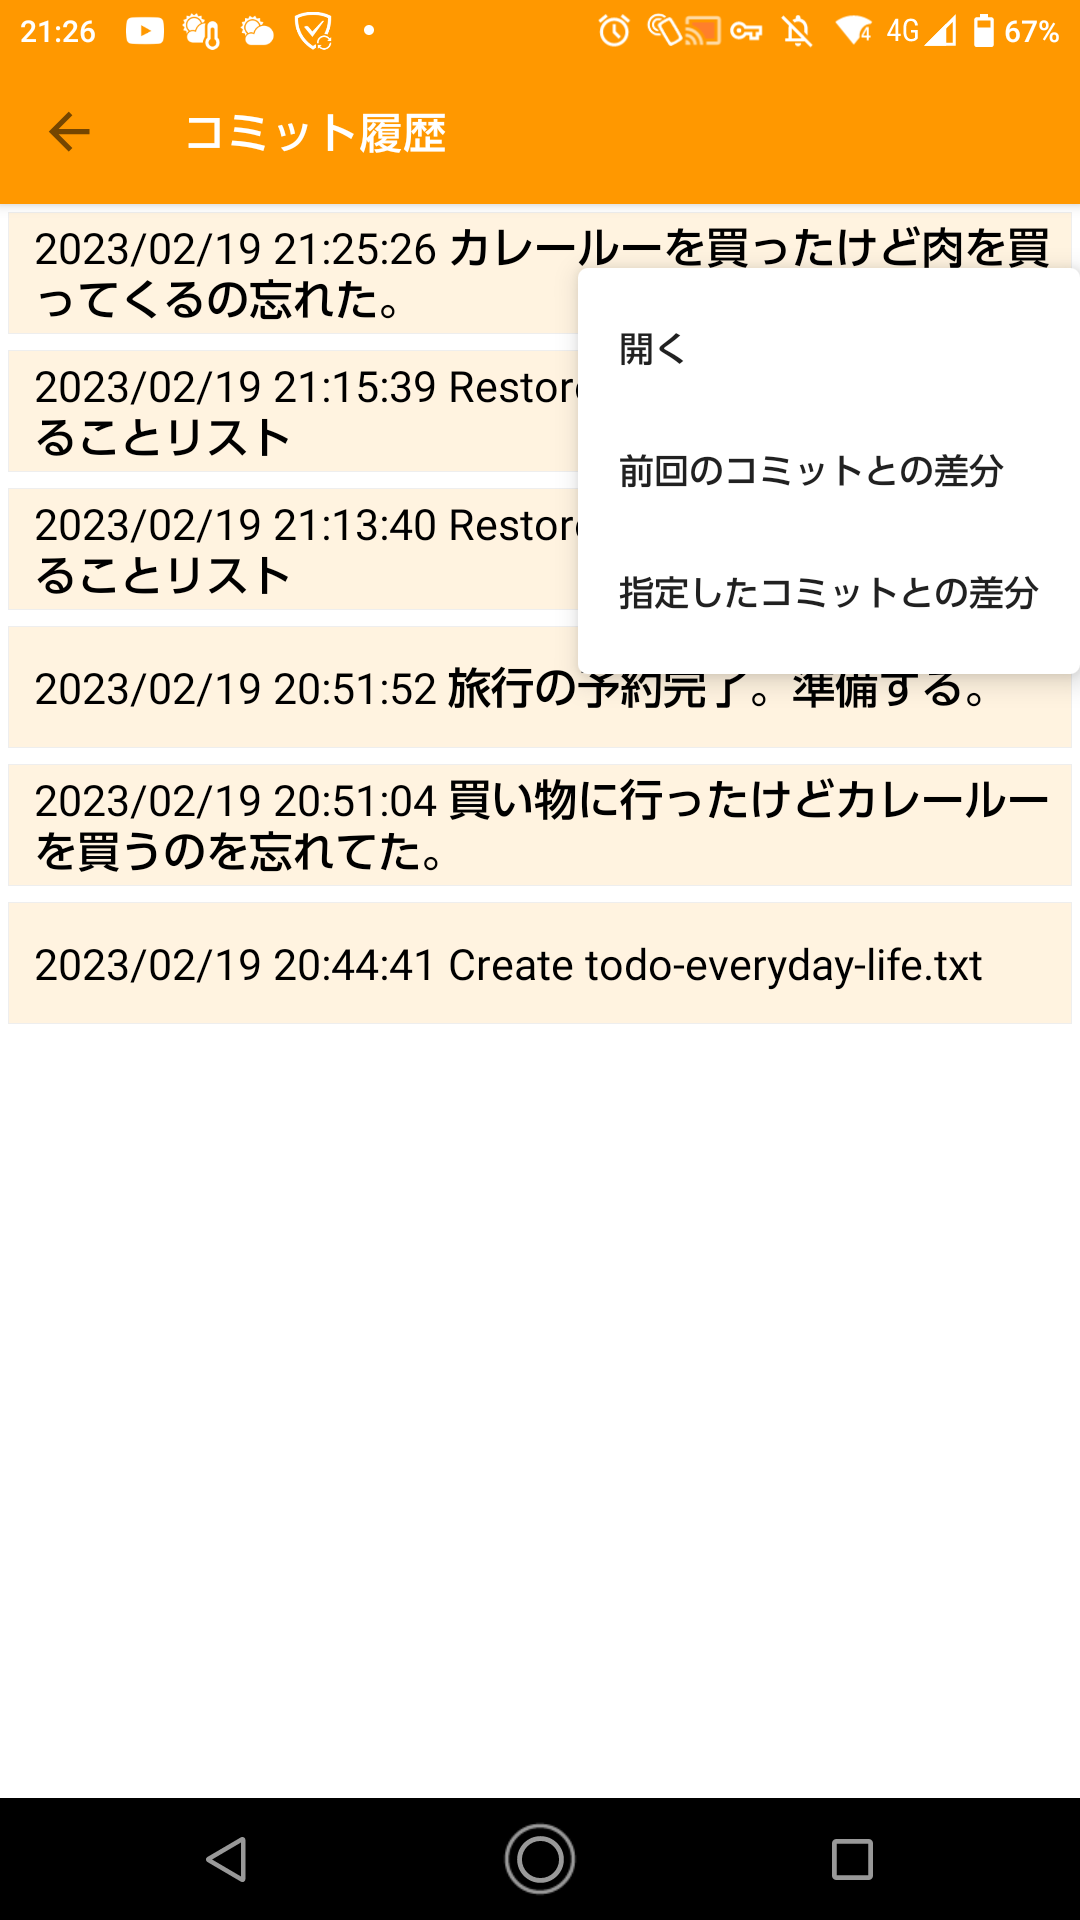 21:26 4G 67%
コミット履歴
2023/02/19 21:25:26 カレールーを買ったけど肉を買
ってくるの忘れた。
開く
2023/02/19 21:15:39
ることリスト
前回のコミットとの差分
2023/02/19 21:13:40
ることリスト
指定したコミットとの差分
2023/02/19 20:51:52 旅行の予約完了。準備する。
2023/02/19 20:51:04 買い物に行ったけどカレールー
を買うのを忘れてた。
2023/02/19 20:44:41 Create todo-everyday-life.txt